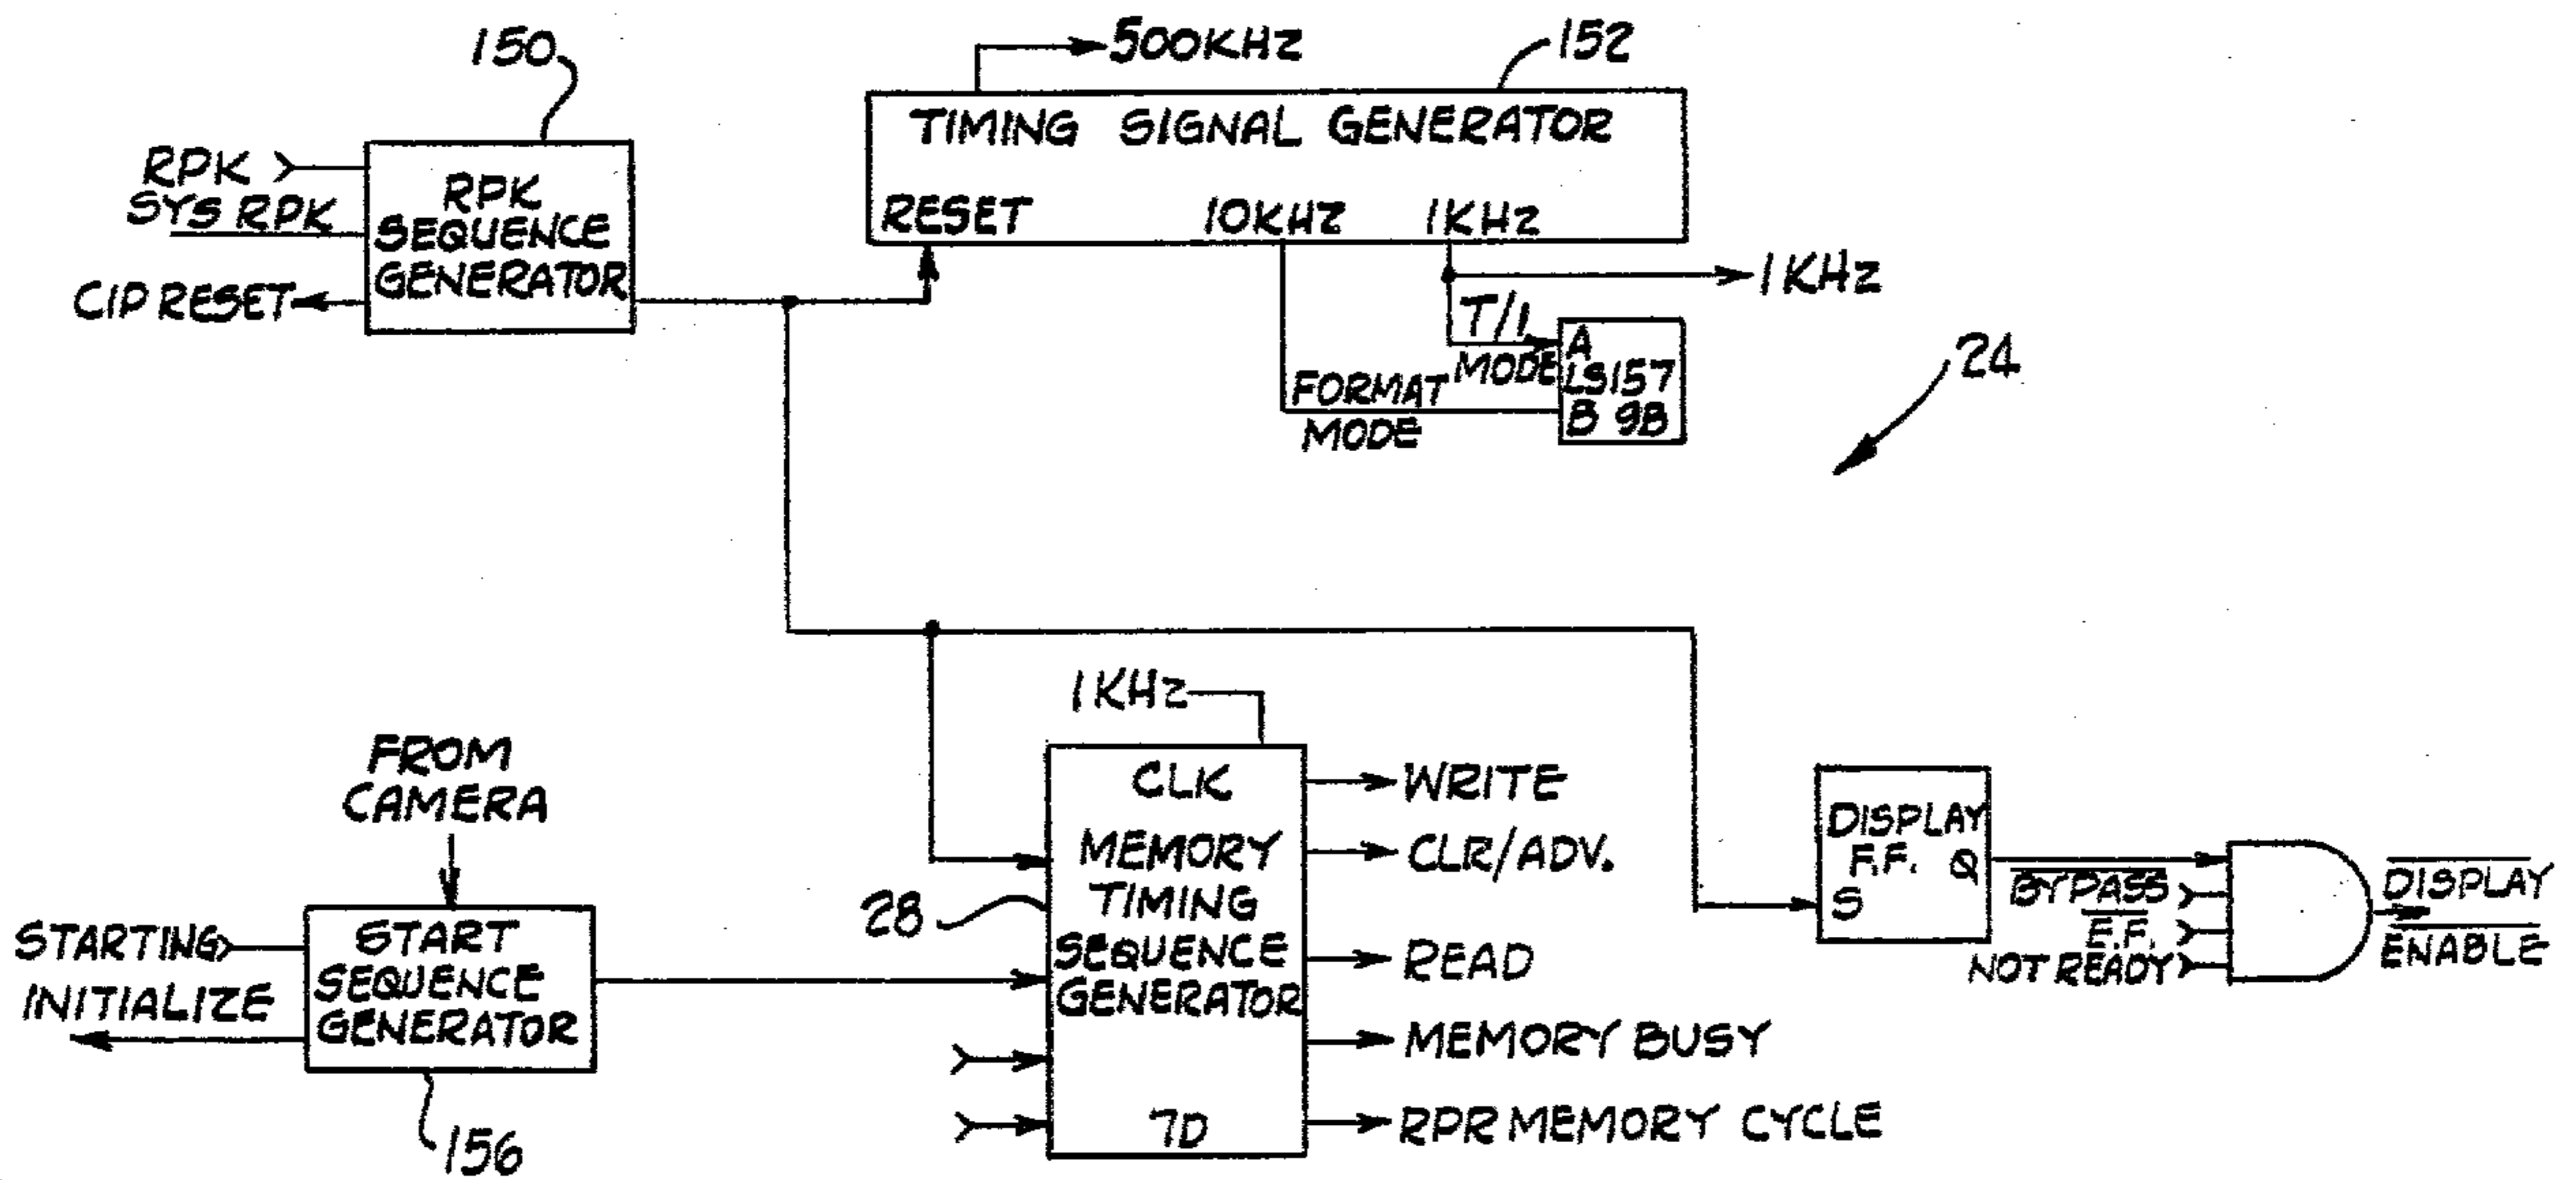 150
500KHZ
152
TIMING SIGNAL GENERATOR
RESET
10KHZ
1KHz
RPK
SYS RPK
CIP RESET
RPK
SEQUENCE
GENERATOR
1KHz
T/1
MODE
FORMAT
MODE
A
LS157
B 9B
24
1KHz
FROM
CAMERA
STARTING
INITIALIZE
START
SEQUENCE
GENERATOR
156
28
CLK
MEMORY
TIMING
SEQUENCE
GENERATOR
7D
WRITE
CLR/ADV.
READ
MEMORY BUSY
RPR MEMORY CYCLE
DISPLAY
F.F. Q
S
BYPASS
E.F.
NOT READY
DISPLAY
ENABLE